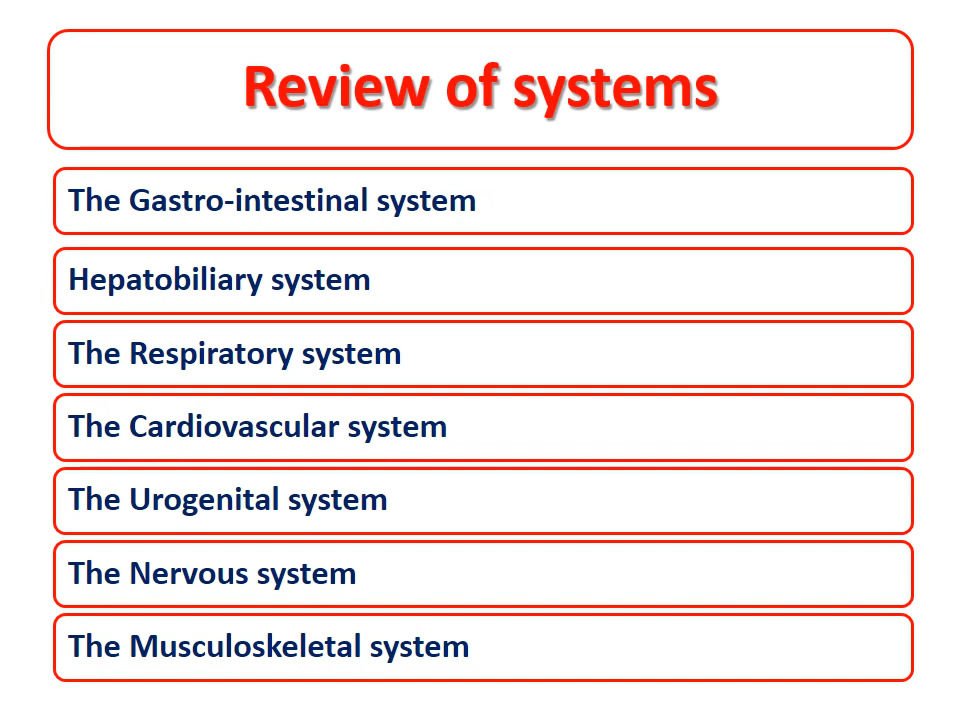 Review of systems
The Gastro-intestinal system
Hepatobiliary system
The Respiratory system
The Cardiovascular system
The Urogenital system
The Nervous system
The Musculoskeletal system